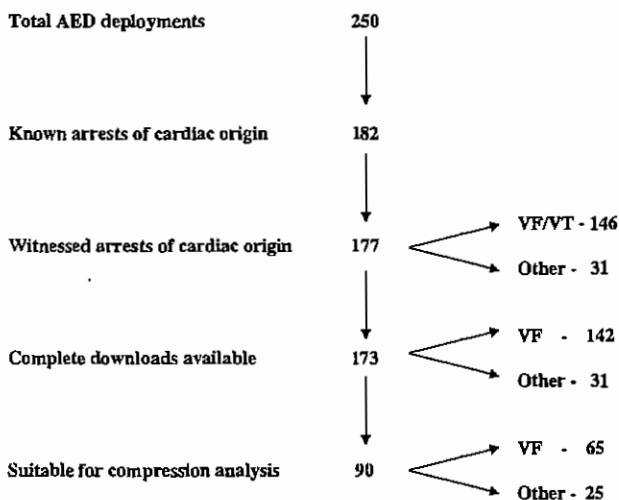 Total AED deployments 250
Known arrests of cardiac origin 182
VF/VT - 146
Witnessed arrests of cardiac origin 177
Other - 31
VF - 142
Complete downloads available 173
Other - 31
VF - 65
Suitable for compression analysis 90
Other - 25